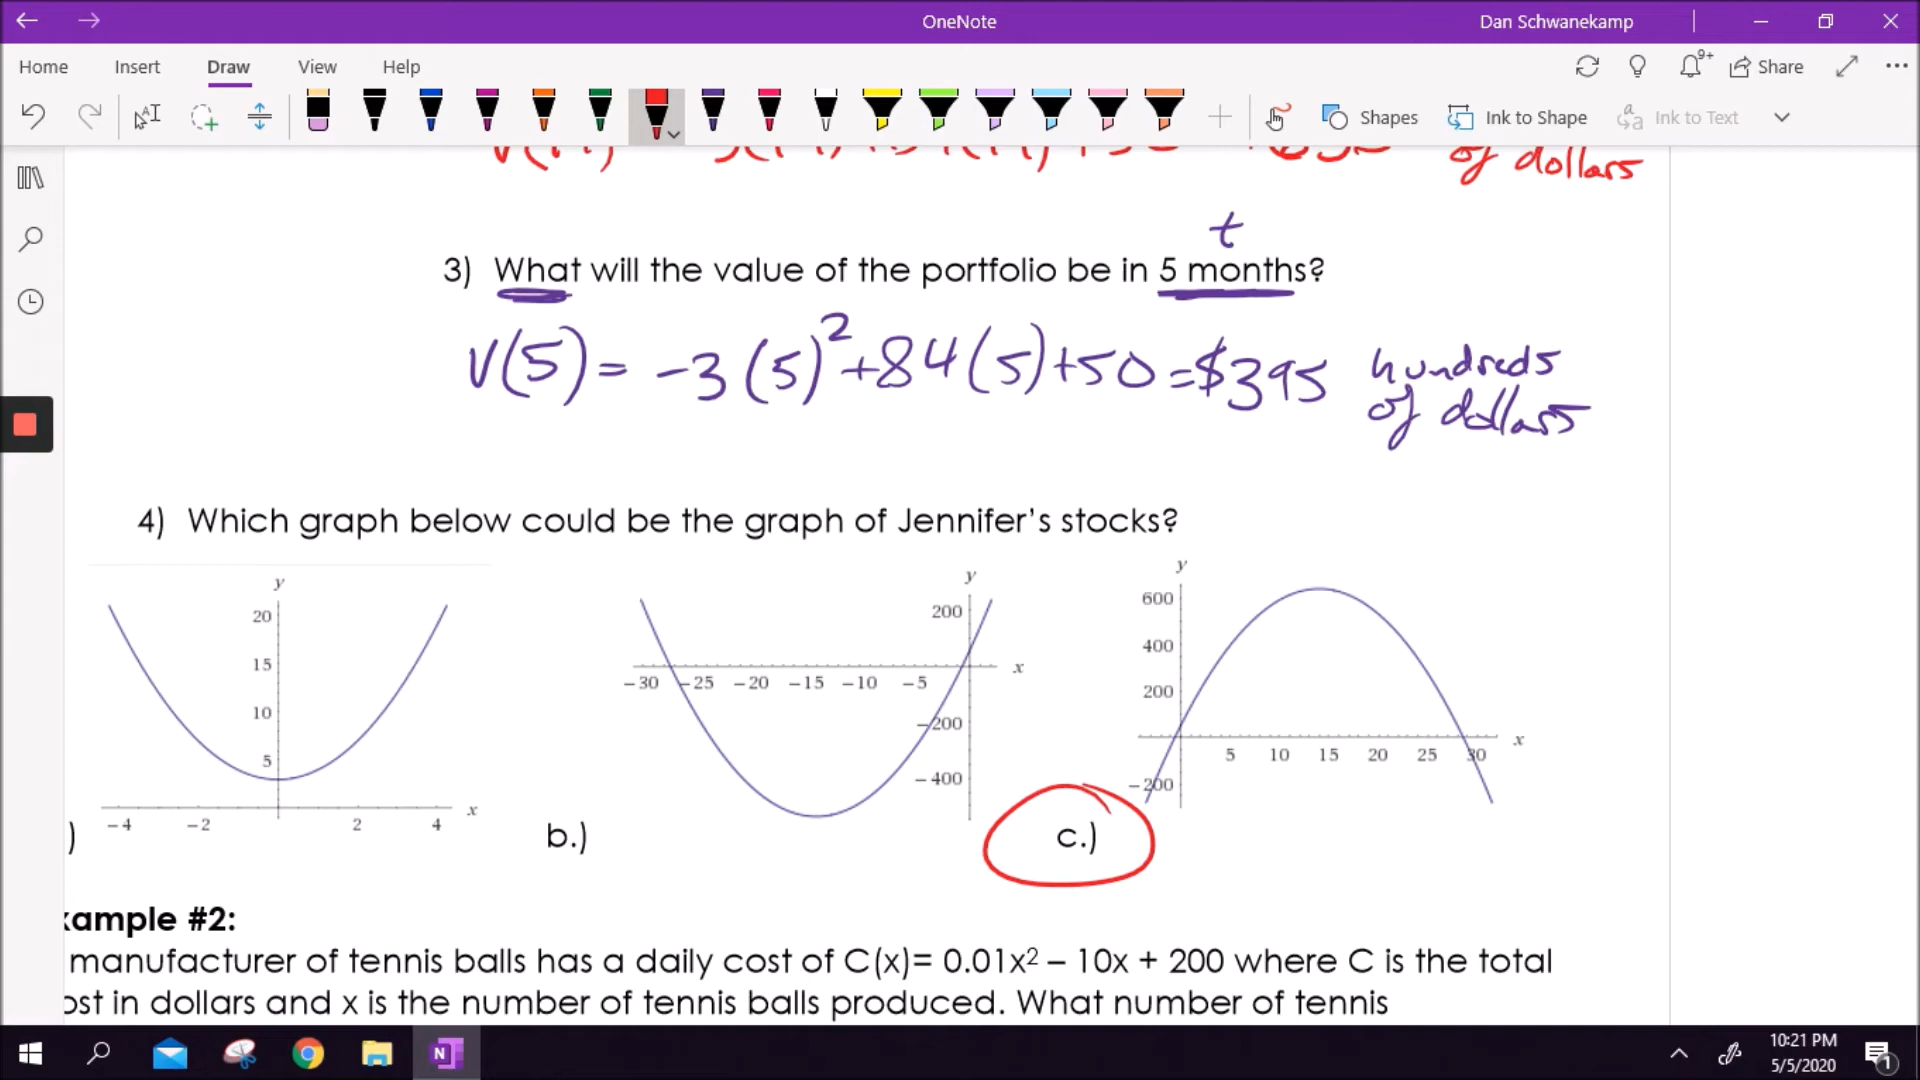 OneNote
Dan Schwanekamp
Home Insert Draw View Help
9+
Share
Shapes
Ink to Shape
Ink to Text
of dollars
t
3) What will the value of the portfolio be in 5 months?
V(5) = -3(5)²+84(5)+50=$395 hundreds
of dollars
4) Which graph below could be the graph of Jennifer's stocks?
y
20
15
10
5
-4 -2 2 4 x
)
y
200
-30 -25 -20 -15 -10 -5 x
-200
-400
b.)
y
600
400
200
5 10 15 20 25 30 x
-200
c.)
xample #2:
manufacturer of tennis balls has a daily cost of C(x)= 0.01x² – 10x + 200 where C is the total
ost in dollars and x is the number of tennis balls produced. What number of tennis
10:21 PM
5/5/2020
1